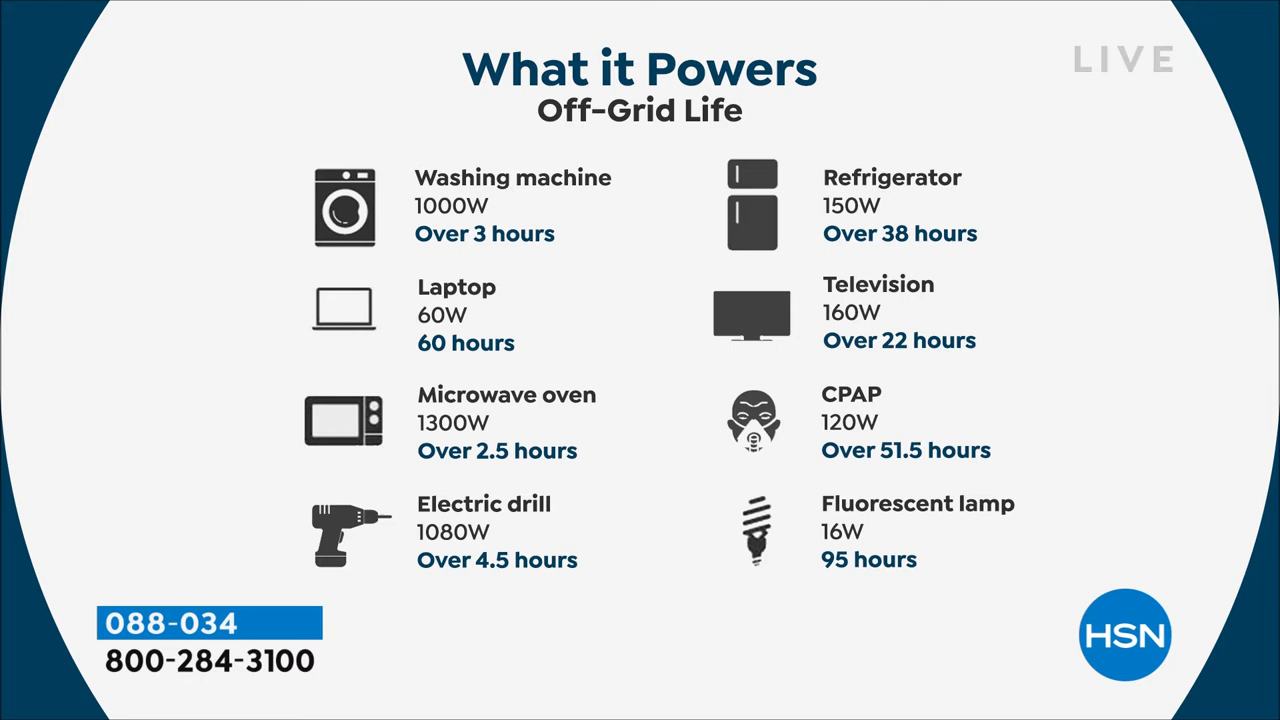 What it Powers
Off-Grid Life
LIVE
Washing machine
1000W
Over 3 hours
Refrigerator
150W
Over 38 hours
Laptop
60W
60 hours
Television
160W
Over 22 hours
Microwave oven
1300W
Over 2.5 hours
CPAP
120W
Over 51.5 hours
Electric drill
1080W
Over 4.5 hours
Fluorescent lamp
16W
95 hours
088-034
800-284-3100
HSN